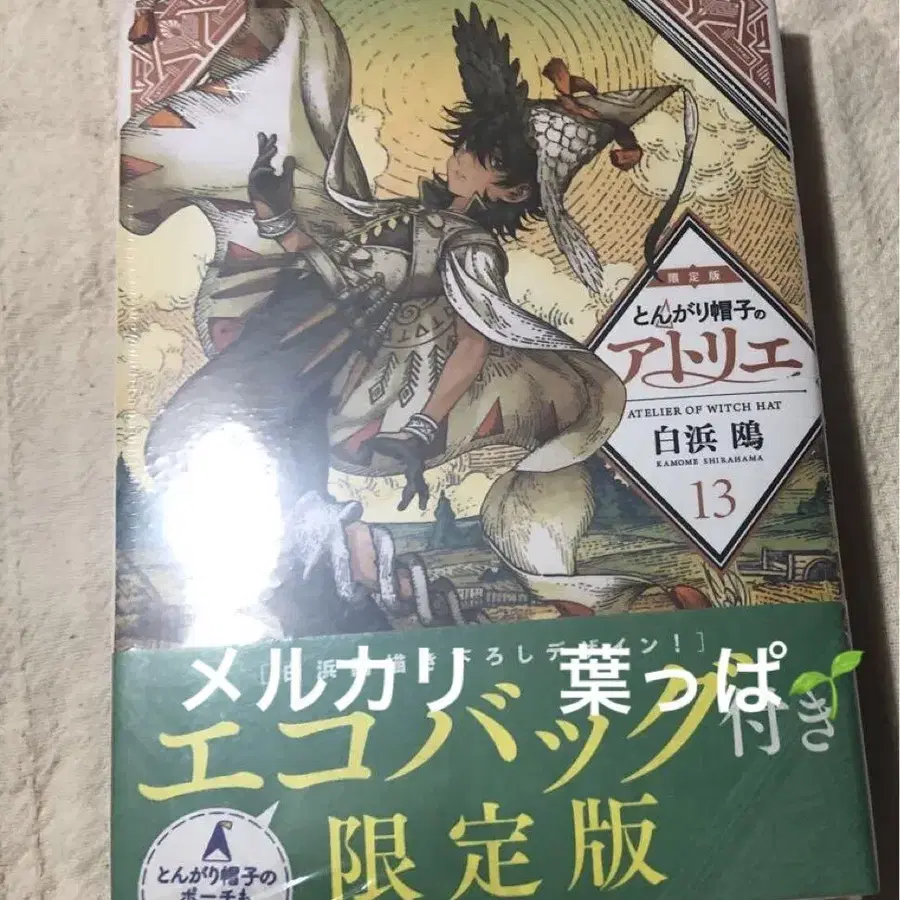 限定版
とんがり帽子の
アトリエ
ATELIER OF WITCH HAT
白浜 鴎
KAMOME SHIRAHAMA
13
メルカリ 葉っぱ🌱
エコバッグ付き
限定版
とんがり帽子の
ポーチも